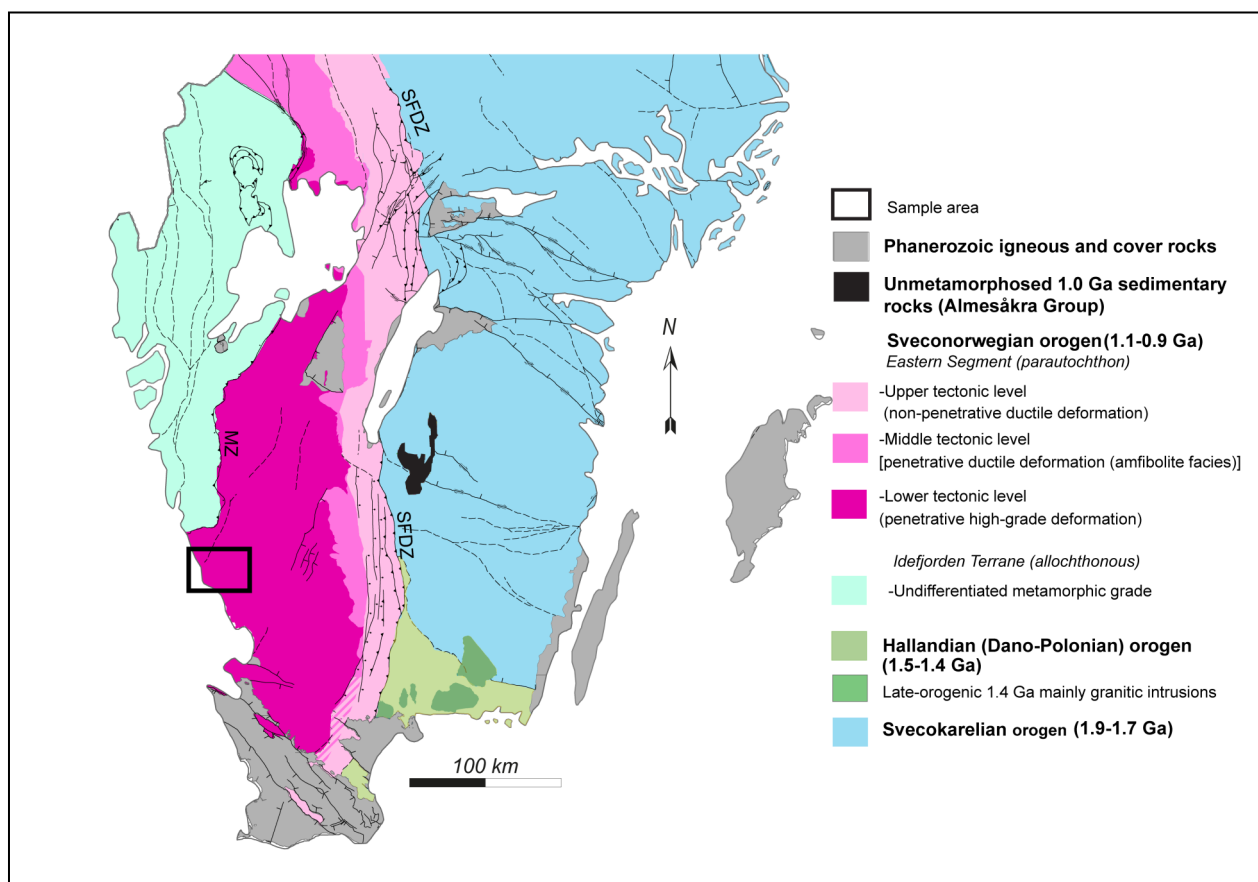 SFDZ
MZ
SFDZ
N
100 km
Sample area
Phanerozoic igneous and cover rocks
Unmetamorphosed 1.0 Ga sedimentary
rocks (Almesåkra Group)
Sveconorwegian orogen (1.1-0.9 Ga)
Eastern Segment (parautochthon)
-Upper tectonic level
(non-penetrative ductile deformation)
-Middle tectonic level
[penetrative ductile deformation (amfibolite facies)]
-Lower tectonic level
(penetrative high-grade deformation)
Idefjorden Terrane (allochthonous)
-Undifferentiated metamorphic grade
Hallandian (Dano-Polonian) orogen
(1.5-1.4 Ga)
Late-orogenic 1.4 Ga mainly granitic intrusions
Svecokarelian orogen (1.9-1.7 Ga)